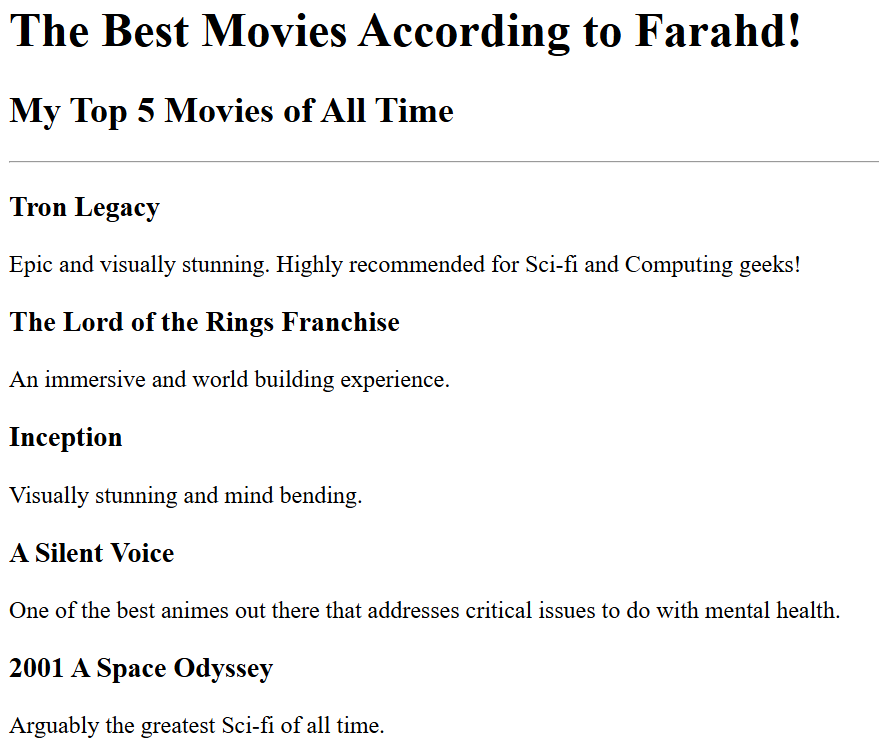 The Best Movies According to Farahd!
My Top 5 Movies of All Time
Tron Legacy
Epic and visually stunning. Highly recommended for Sci-fi and Computing geeks!
The Lord of the Rings Franchise
An immersive and world building experience.
Inception
Visually stunning and mind bending.
A Silent Voice
One of the best animes out there that addresses critical issues to do with mental health.
2001 A Space Odyssey
Arguably the greatest Sci-fi of all time.